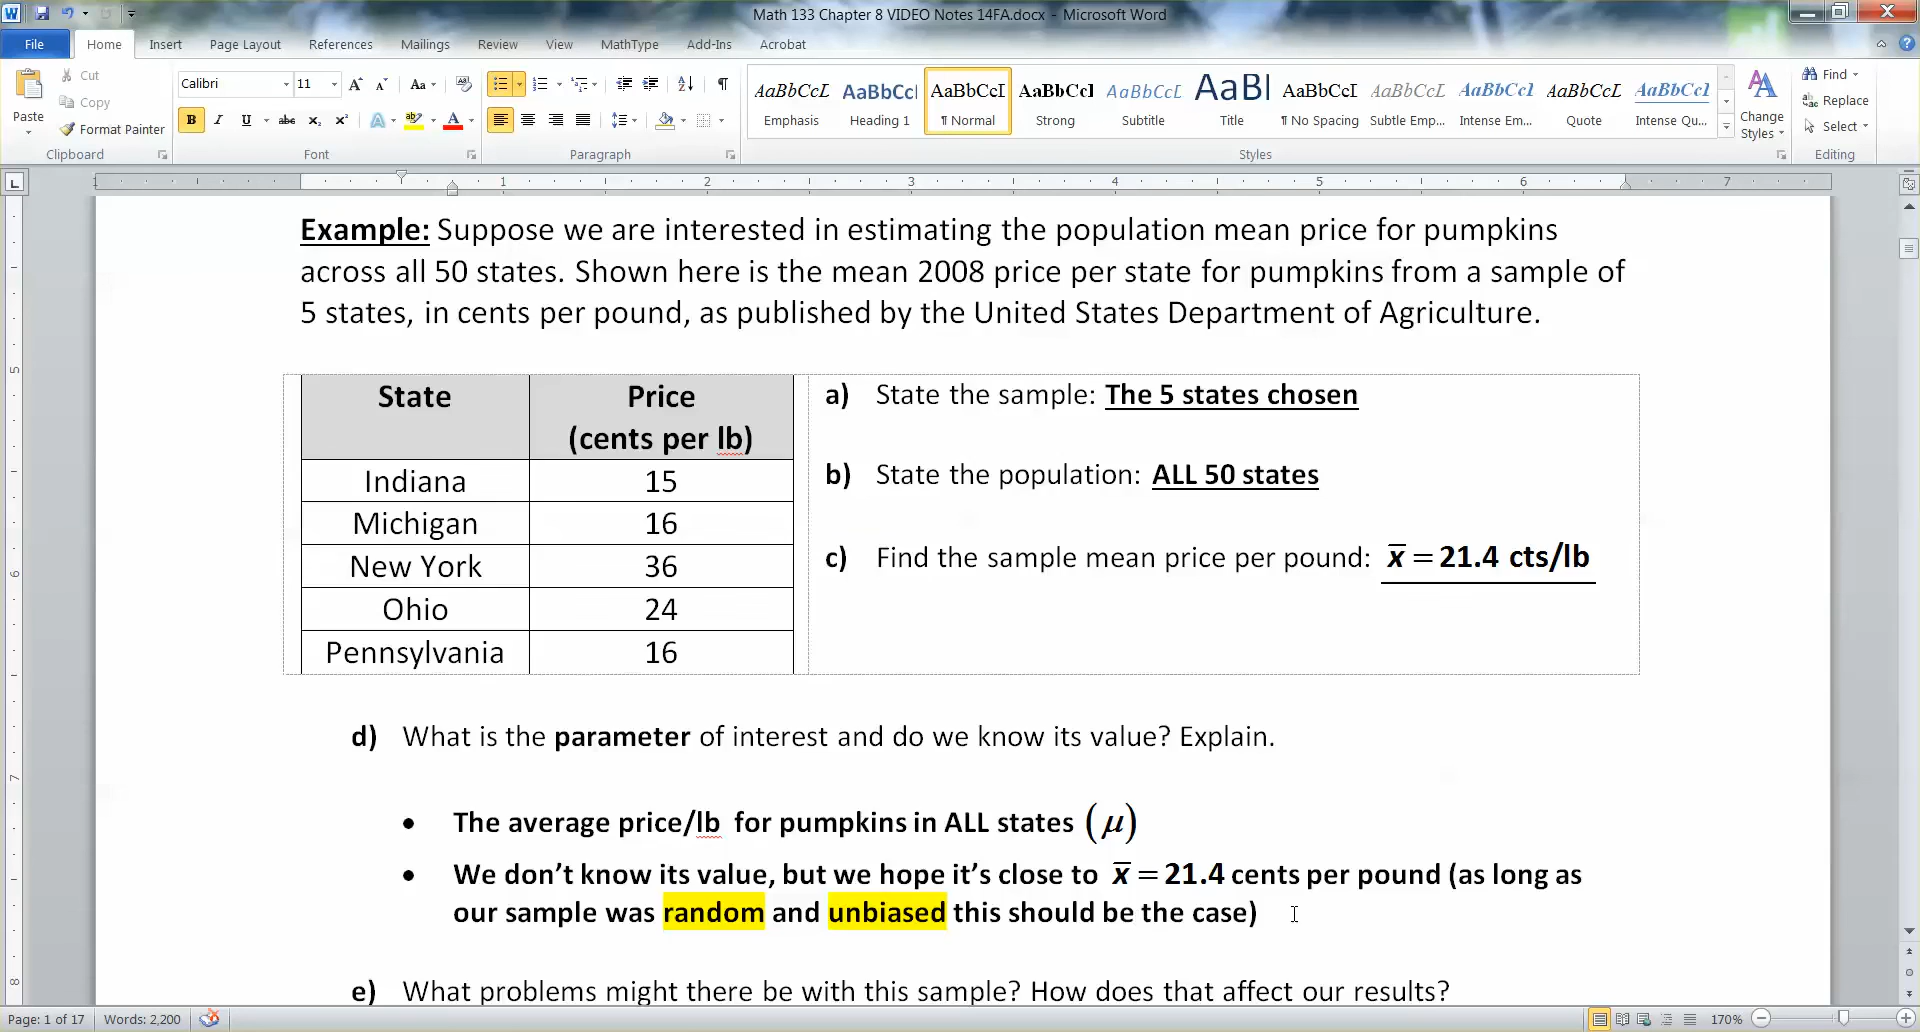 Math 133 Chapter 8 VIDEO Notes 14FA.docx - Microsoft Word
File Home Insert Page Layout References Mailings Review View MathType Add-Ins Acrobat
Cut
Copy
Format Painter
Paste
Clipboard
Calibri 11
Font
Paragraph
AaBbCcL AaBbCcI AaBbCcI AaBbCcI AaBbCcL AaBl AaBbCcI AaBbCcL AaBbCcI AaBbCcL AaBbCcI
Emphasis Heading 1 ¶ Normal Strong Subtitle Title ¶ No Spacing Subtle Emp... Intense Em... Quote Intense Qu...
Styles
Change
Styles
Find
Replace
Select
Editing
1 1 2 3 4 5 6 7
Example: Suppose we are interested in estimating the population mean price for pumpkins
across all 50 states. Shown here is the mean 2008 price per state for pumpkins from a sample of
5 states, in cents per pound, as published by the United States Department of Agriculture.
State Price
(cents per lb)
Indiana 15
Michigan 16
New York 36
Ohio 24
Pennsylvania 16
a) State the sample: The 5 states chosen
b) State the population: ALL 50 states
c) Find the sample mean price per pound: x̅ = 21.4 cts/lb
d) What is the parameter of interest and do we know its value? Explain.
• The average price/lb for pumpkins in ALL states (μ)
• We don’t know its value, but we hope it’s close to x̅ = 21.4 cents per pound (as long as
our sample was random and unbiased this should be the case)
e) What problems might there be with this sample? How does that affect our results?
Page: 1 of 17 Words: 2,200 170%